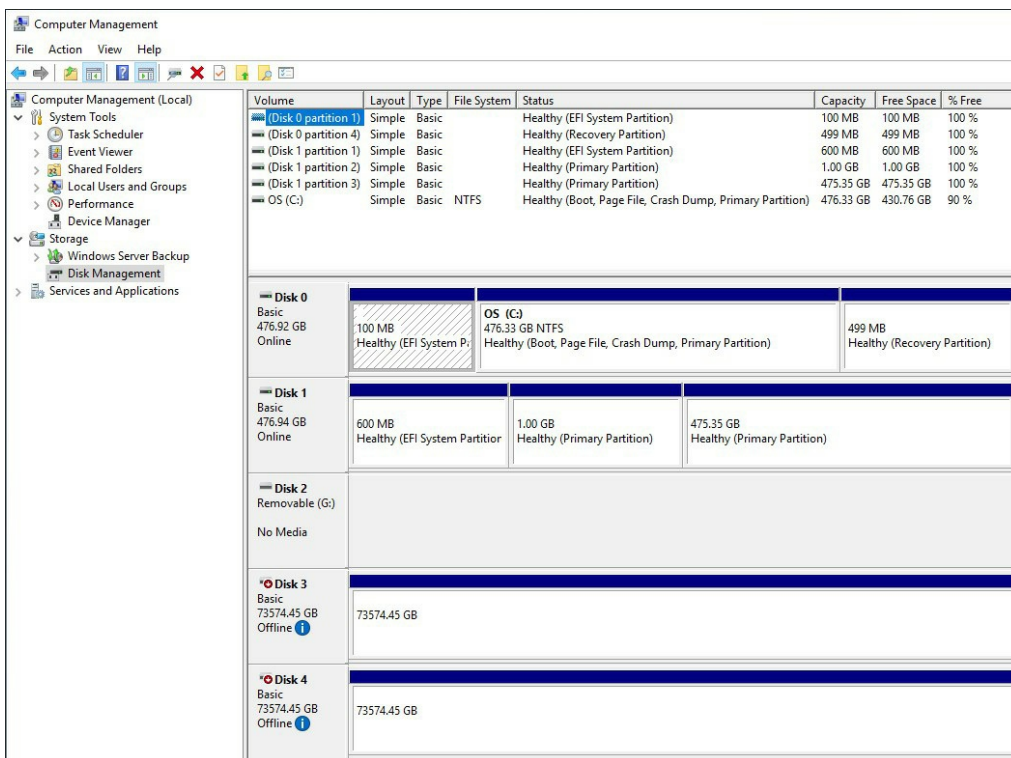 Computer Management
File Action View Help
Computer Management (Local)
System Tools
Task Scheduler
Event Viewer
Shared Folders
Local Users and Groups
Performance
Device Manager
Storage
Windows Server Backup
Disk Management
Services and Applications
Volume Layout Type File System Status Capacity Free Space % Free
(Disk 0 partition 1) Simple Basic Healthy (EFI System Partition) 100 MB 100 MB 100 %
(Disk 0 partition 4) Simple Basic Healthy (Recovery Partition) 499 MB 499 MB 100 %
(Disk 1 partition 1) Simple Basic Healthy (EFI System Partition) 600 MB 600 MB 100 %
(Disk 1 partition 2) Simple Basic Healthy (Primary Partition) 1.00 GB 1.00 GB 100 %
(Disk 1 partition 3) Simple Basic Healthy (Primary Partition) 475.35 GB 475.35 GB 100 %
OS (C:) Simple Basic NTFS Healthy (Boot, Page File, Crash Dump, Primary Partition) 476.33 GB 430.76 GB 90 %
Disk 0
Basic
476.92 GB
Online
100 MB
Healthy (EFI System P
OS (C:)
476.33 GB NTFS
Healthy (Boot, Page File, Crash Dump, Primary Partition)
499 MB
Healthy (Recovery Partition)
Disk 1
Basic
476.94 GB
Online
600 MB
Healthy (EFI System Partitior
1.00 GB
Healthy (Primary Partition)
475.35 GB
Healthy (Primary Partition)
Disk 2
Removable (G:)
No Media
Disk 3
Basic
73574.45 GB
Offline
73574.45 GB
Disk 4
Basic
73574.45 GB
Offline
73574.45 GB